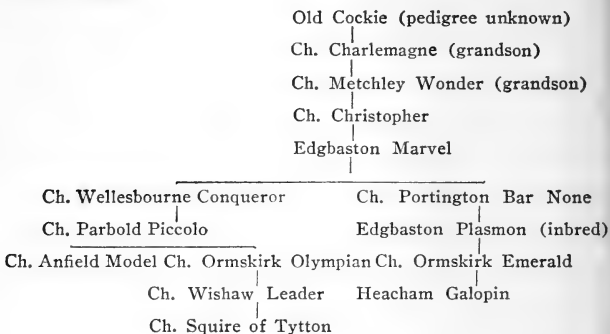 Old Cockie (pedigree unknown)
Ch. Charlemagne (grandson)
Ch. Metchley Wonder (grandson)
Ch. Christopher
Edgbaston Marvel
Ch. Wellesbourne Conqueror Ch. Portington Bar None
Ch. Parbold Piccolo Edgbaston Plasmon (inbred)
Ch. Anfield Model Ch. Ormskirk Olympian Ch. Ormskirk Emerald
Ch. Wishaw Leader Heacham Galopin
Ch. Squire of Tytton